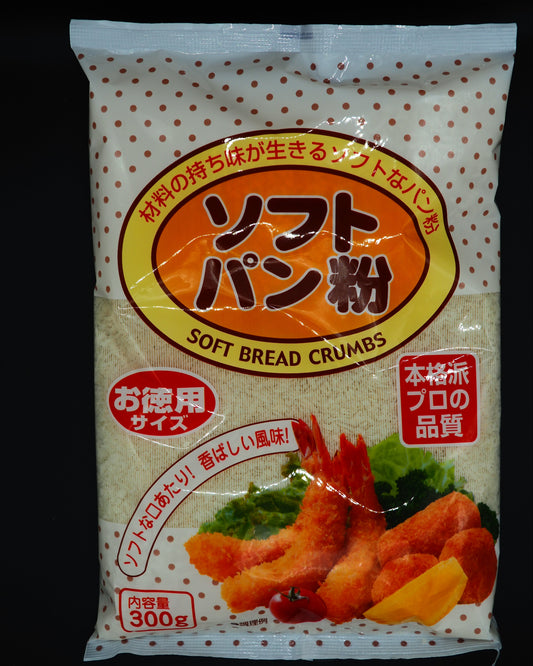 材料の持ち味が生きるソフトなパン粉
ソフト
パン粉
SOFT BREAD CRUMBS
お徳用
サイズ
本格派
プロの
品質
ソフトな口あたり! 香ばしい風味!
内容量
300g
調理例